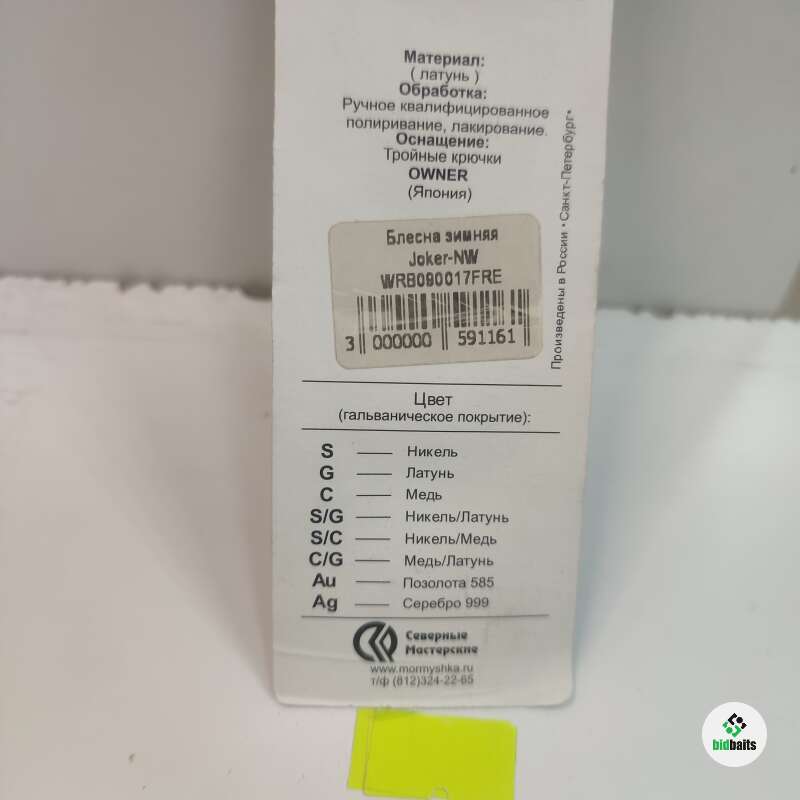 Материал:
( латунь )
Обработка:
Ручное квалифицированное
полиривание, лакирование.
Оснащение:
Тройные крючки
OWNER
(Япония)
Произведены в России • Санкт-Петербург•
Блесна зимняя
Joker-NW
WRB090017FRE
3 000000 591161
Цвет
(гальваническое покрытие):
S — Никель
G — Латунь
C — Медь
S/G — Никель/Латунь
S/C — Никель/Медь
C/G — Медь/Латунь
Au — Позолота 585
Ag — Серебро 999
Северные
Мастерские
www.mormyshka.ru
т/ф (812)324-22-65
bidbaits